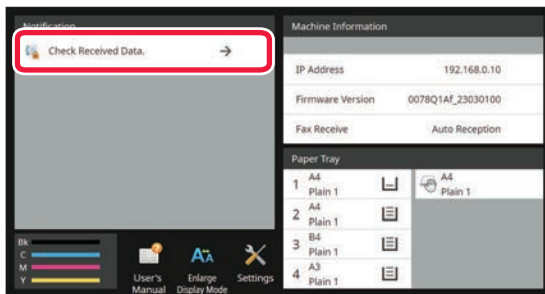 Notification
Check Received Data.
Machine Information
IP Address 192.168.0.10
Firmware Version 0078Q1Af_23030100
Fax Receive Auto Reception
Paper Tray
1 A4
Plain 1
2 A4
Plain 1
3 B4
Plain 1
4 A3
Plain 1
A4
Plain 1
Bk
C
M
Y
User's
Manual
Enlarge
Display Mode
Settings